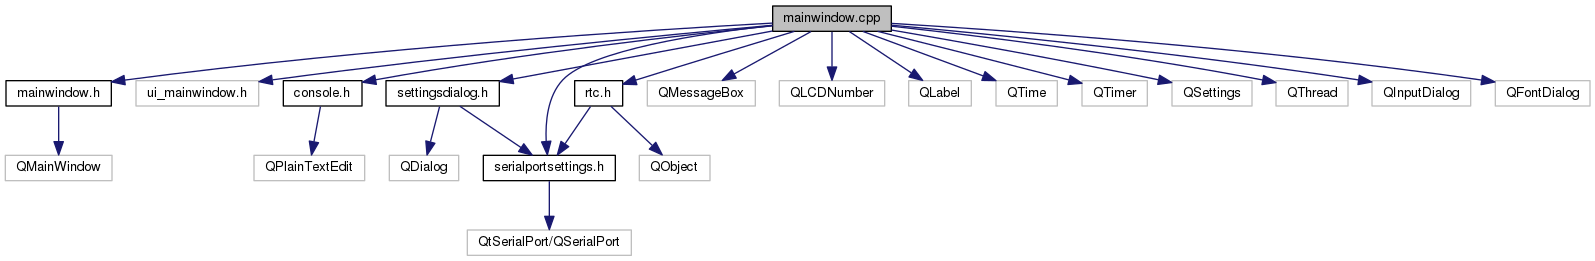 mainwindow.cpp
mainwindow.h
ui_mainwindow.h
console.h
settingsdialog.h
rtc.h
QMessageBox
QLCDNumber
QLabel
QTime
QTimer
QSettings
QThread
QInputDialog
QFontDialog
QMainWindow
QPlainTextEdit
QDialog
serialportsettings.h
QObject
QtSerialPort/QSerialPort